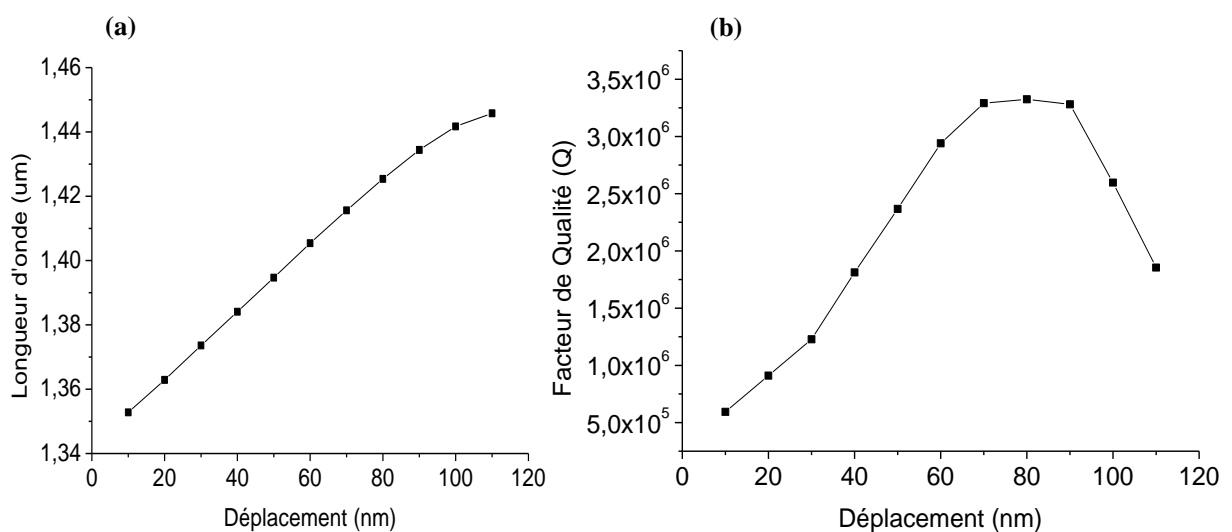 (a)
1,46
1,44
1,42
1,40
1,38
1,36
1,34
Longueur d'onde (um)
0 20 40 60 80 100 120
Déplacement (nm)
(b)
3,5x10⁶
3,0x10⁶
2,5x10⁶
2,0x10⁶
1,5x10⁶
1,0x10⁶
5,0x10⁵
Facteur de Qualité (Q)
0 20 40 60 80 100 120
Déplacement (nm)